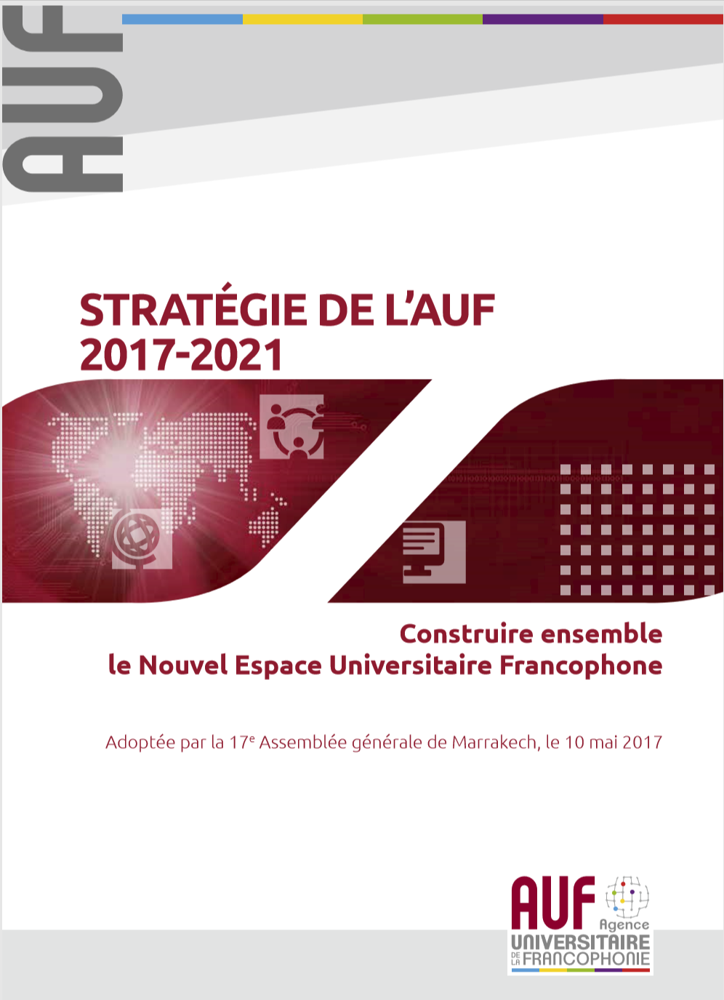 AUF
STRATÉGIE DE L’AUF
2017-2021
Construire ensemble
le Nouvel Espace Universitaire Francophone
Adoptée par la 17e Assemblée générale de Marrakech, le 10 mai 2017
AUF
Agence
UNIVERSITAIRE
DE LA FRANCOPHONIE